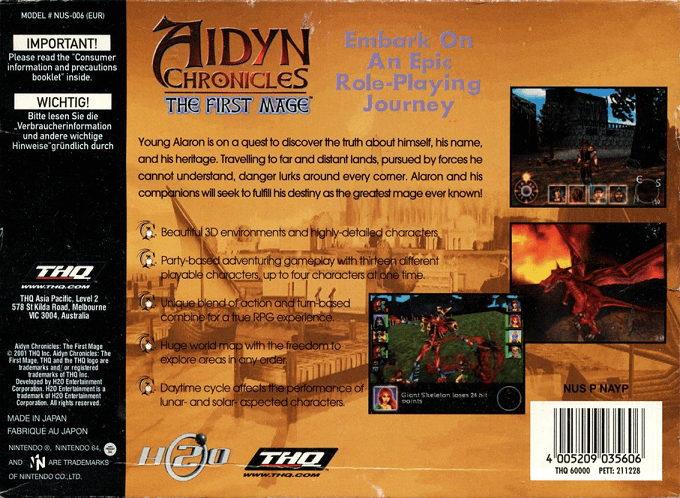 MODEL # NUS-006 (EUR)
IMPORTANT!
Please read the "Consumer
information and precautions
booklet" inside.
WICHTIG!
Bitte lesen Sie die
„Verbraucherinformation
und andere wichtige
Hinweise"gründlich durch
THQ
WWW.THQ.COM
THQ Asia Pacific, Level 2
578 St Kilda Road, Melbourne
VIC 3004, Australia
Aidyn Chronicles: The First Mage
© 2001 THQ Inc. Aidyn Chronicles: The
First Mage, THQ and the THQ logo are
trademarks and/ or registered
trademarks of THQ Inc.
Developed by H2O Entertainment
Corporation. H2O Entertainment is a
trademark of H2O Entertainment
Corporation. All rights reserved.
MADE IN JAPAN
FABRIQUÉ AU JAPON
NINTENDO ®, NINTENDO 64,
AND N ARE TRADEMARKS
OF NINTENDO CO.,LTD.
AIDYN
CHRONICLES
THE FIRST MAGE™
Embark On
An Epic
Role-Playing
Journey
Young Alaron is on a quest to discover the truth about himself, his name,
and his heritage. Travelling to far and distant lands, pursued by forces he
cannot understand, danger lurks around every corner. Alaron and his
companions will seek to fulfill his destiny as the greatest mage ever known!
Beautiful 3D environments and highly-detailed characters
Party-based adventuring gameplay with thirteen different
playable characters, up to four characters at one time.
Unique blend of action and turn-based
combine for a true RPG experience.
Huge world map with the freedom to
explore areas in any order.
Daytime cycle affects the performance of
lunar- and solar- aspected characters.
C
S
Giant Skeleton loses 24 hit
points
H2O
THQ
WWW.THQ.COM
NUS P NAYP
4 005209 035606
THQ 60000 PETT: 211228